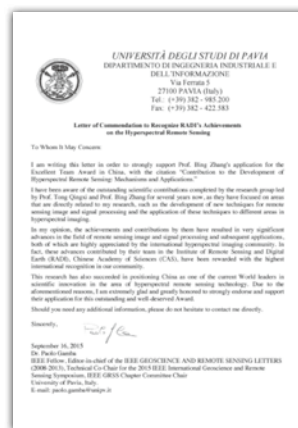 UNIVERSITÀ DEGLI STUDI DI PAVIA
DIPARTIMENTO DI INGEGNERIA INDUSTRIALE E
DELL'INFORMAZIONE
Via Ferrata 5
27100 PAVIA (Italy)
Tel.: (+39) 382 - 985.200
Fax: (+39) 382 - 422.583
Letter of Commendation to Recognize RADI's Achievements
on the Hyperspectral Remote Sensing
To Whom It May Concern
I am writing this letter in order to strongly support Prof. Bing Zhang's application for the
Excellent Team Award in China, with the citation "Contribution to the Development of
Hyperspectral Remote Sensing: Mechanisms and Applications."
I have been aware of the outstanding scientific contributions completed by the research group led
by Prof. Tong Qingxi and Prof. Bing Zhang for several years now, as they have focused on areas
that are directly related to my research, such as the development of new techniques for remote
sensing image and signal processing and the application of these techniques to different areas in
hyperspectral imaging.
In my opinion, the achievements and contributions by them have resulted in very significant
advances in the field of remote sensing image and signal processing and subsequent applications,
both of which are highly appreciated by the international hyperspectral imaging community. In
fact, these advances contributed by their team in the Institute of Remote Sensing and Digital
Earth (RADI), Chinese Academy of Sciences (CAS), have been rewarded with the highest
international recognition in our community.
This research has also succeeded in positioning China as one of the current World leaders in
scientific innovation in the area of hyperspectral remote sensing technology. Due to the
aforementioned reasons, I am extremely glad and greatly honored to strongly endorse and support
their application for this outstanding and well-deserved Award.
Should you need any additional information, please do not hesitate to contact me directly.
Sincerely,
September 16, 2015
Dr. Paolo Gamba
IEEE Fellow, Editor-in-chief of the IEEE GEOSCIENCE AND REMOTE SENSING LETTERS
(2008-2013), Technical Co-Chair for the 2015 IEEE International Geoscience and Remote
Sensing Symposium, IEEE GRSS Chapter Committee Chair
University of Pavia, Italy.
E-mail: paolo.gamba@unipv.it